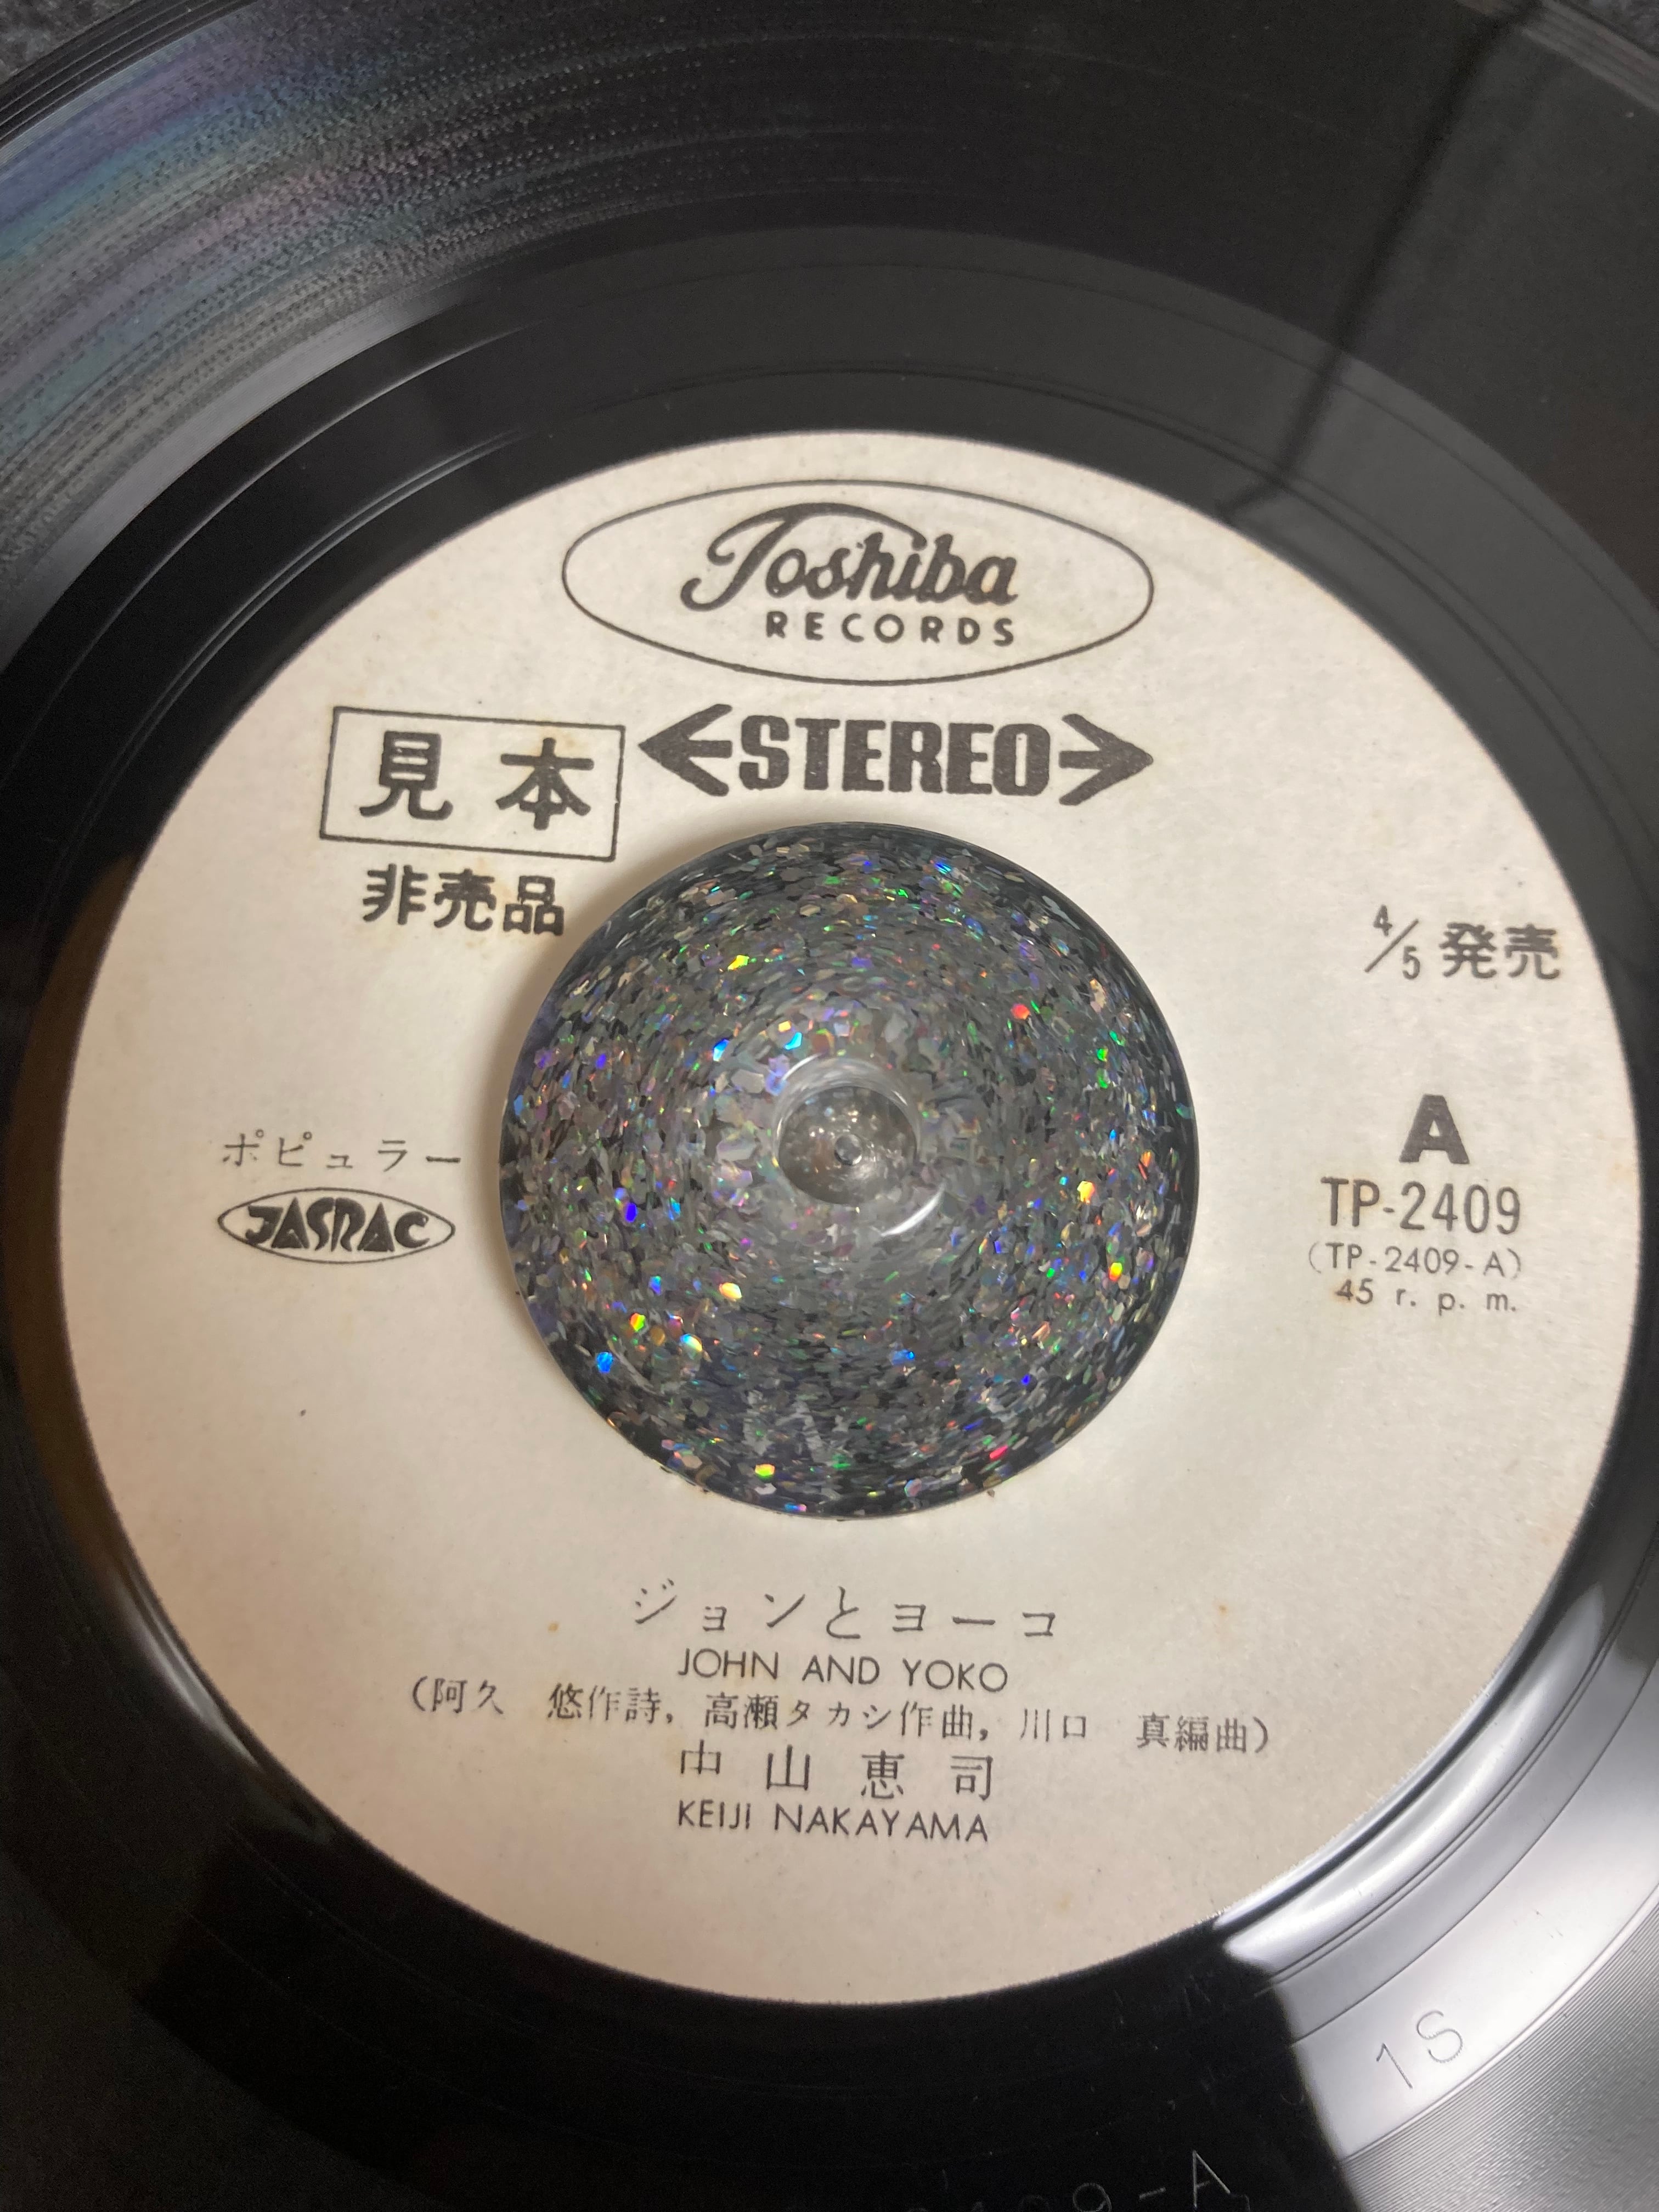 Toshiba
RECORDS
見本
STEREO
非売品
4/5 発売
ポピュラー
JASRAC
A
TP-2409
(TP-2409-A)
45 r. p. m.
ジョンとヨーコ
JOHN AND YOKO
(阿久　悠作詩, 高瀬タカシ作曲, 川口　真編曲)
中山恵司
KEIJI NAKAYAMA
1S